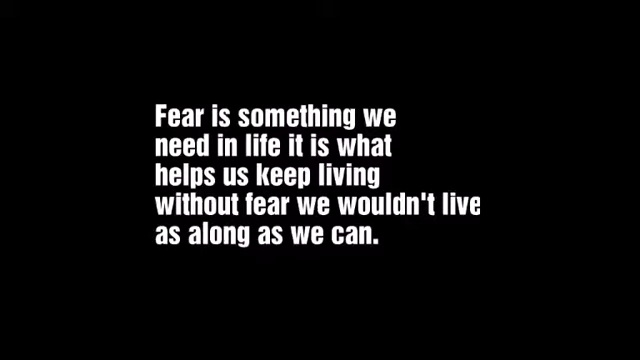 Fear is something we
need in life it is what
helps us keep living
without fear we wouldn't live
as along as we can.